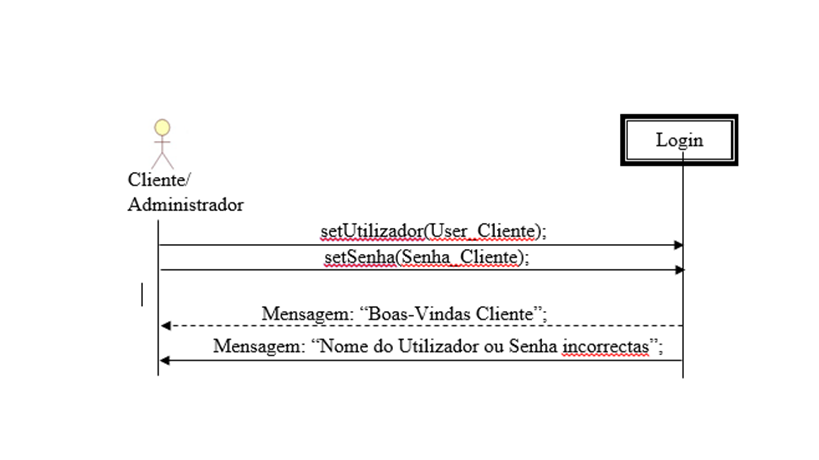 Login
Cliente/
Administrador
setUtilizador(User_Cliente);
setSenha(Senha_Cliente);
Mensagem: “Boas-Vindas Cliente”;
Mensagem: “Nome do Utilizador ou Senha incorrectas”;